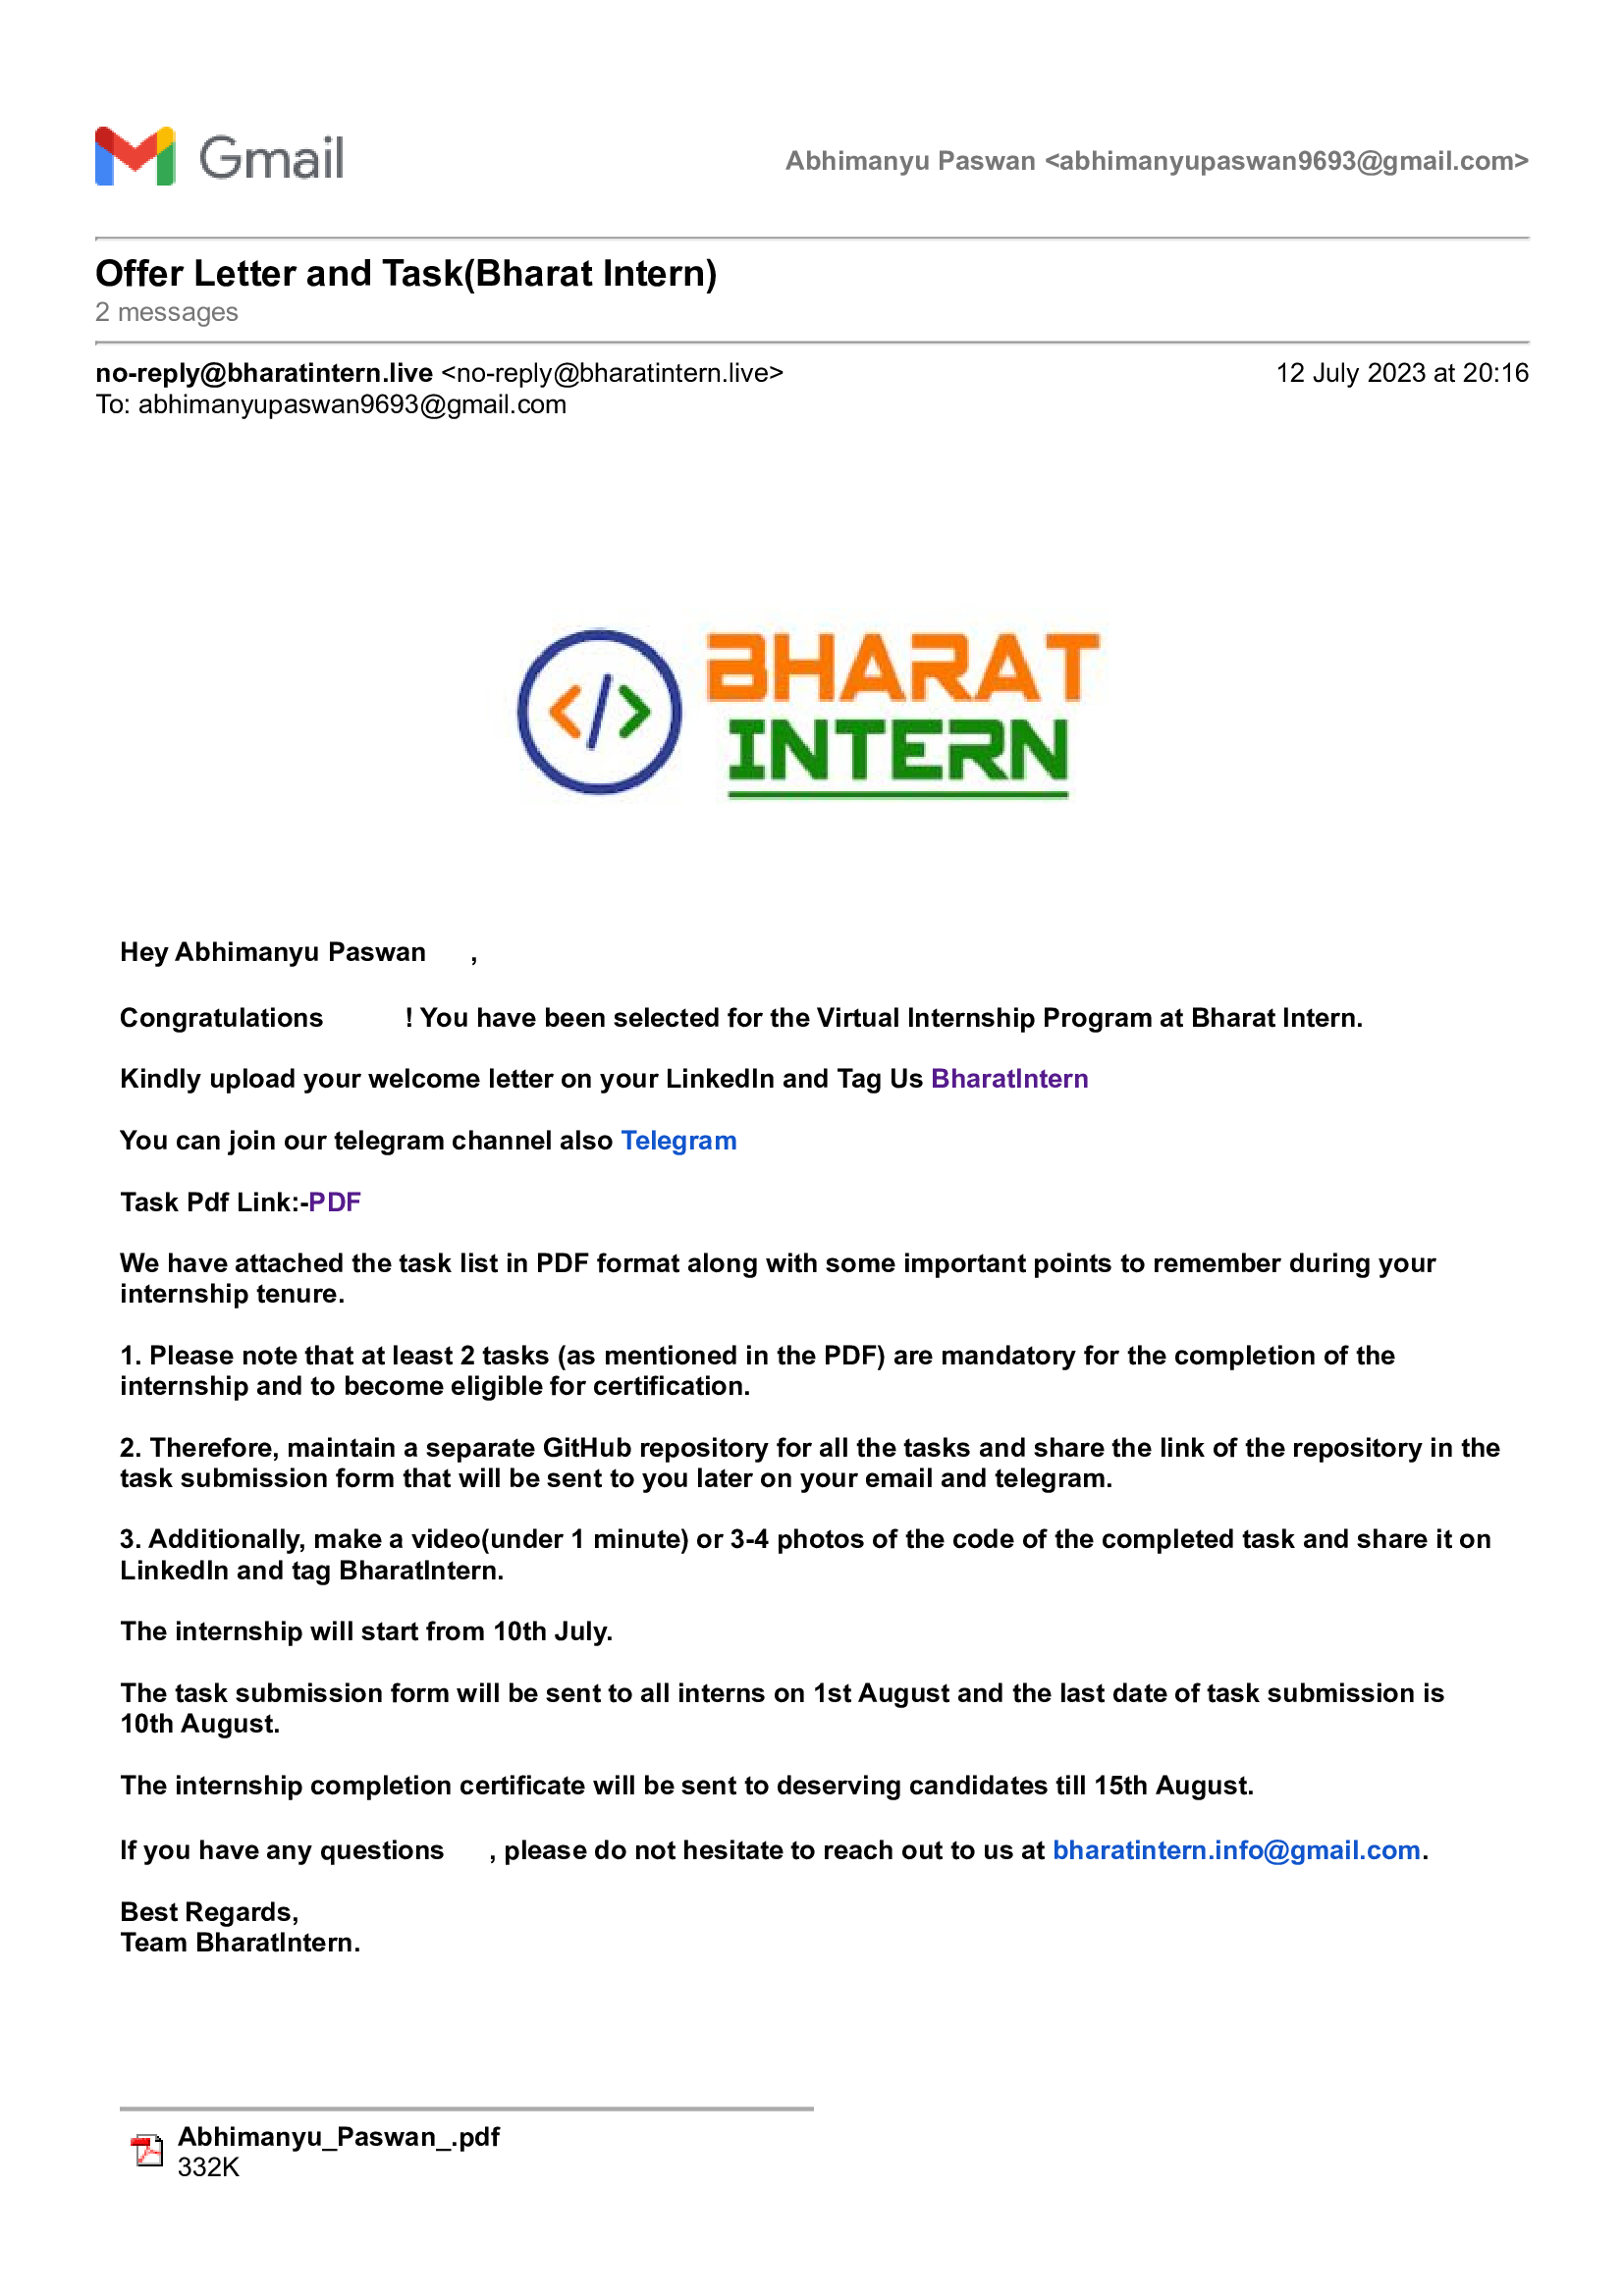 Gmail
Abhimanyu Paswan <abhimanyupaswan9693@gmail.com>
Offer Letter and Task(Bharat Intern)
2 messages
no-reply@bharatintern.live <no-reply@bharatintern.live>
12 July 2023 at 20:16
To: abhimanyupaswan9693@gmail.com
</>
BHARAT
INTERN
Hey Abhimanyu Paswan ,
Congratulations ! You have been selected for the Virtual Internship Program at Bharat Intern.
Kindly upload your welcome letter on your LinkedIn and Tag Us BharatIntern
You can join our telegram channel also Telegram
Task Pdf Link:-PDF
We have attached the task list in PDF format along with some important points to remember during your
internship tenure.
1. Please note that at least 2 tasks (as mentioned in the PDF) are mandatory for the completion of the
internship and to become eligible for certification.
2. Therefore, maintain a separate GitHub repository for all the tasks and share the link of the repository in the
task submission form that will be sent to you later on your email and telegram.
3. Additionally, make a video(under 1 minute) or 3-4 photos of the code of the completed task and share it on
LinkedIn and tag BharatIntern.
The internship will start from 10th July.
The task submission form will be sent to all interns on 1st August and the last date of task submission is
10th August.
The internship completion certificate will be sent to deserving candidates till 15th August.
If you have any questions , please do not hesitate to reach out to us at bharatintern.info@gmail.com.
Best Regards,
Team BharatIntern.
Abhimanyu_Paswan_.pdf
332K